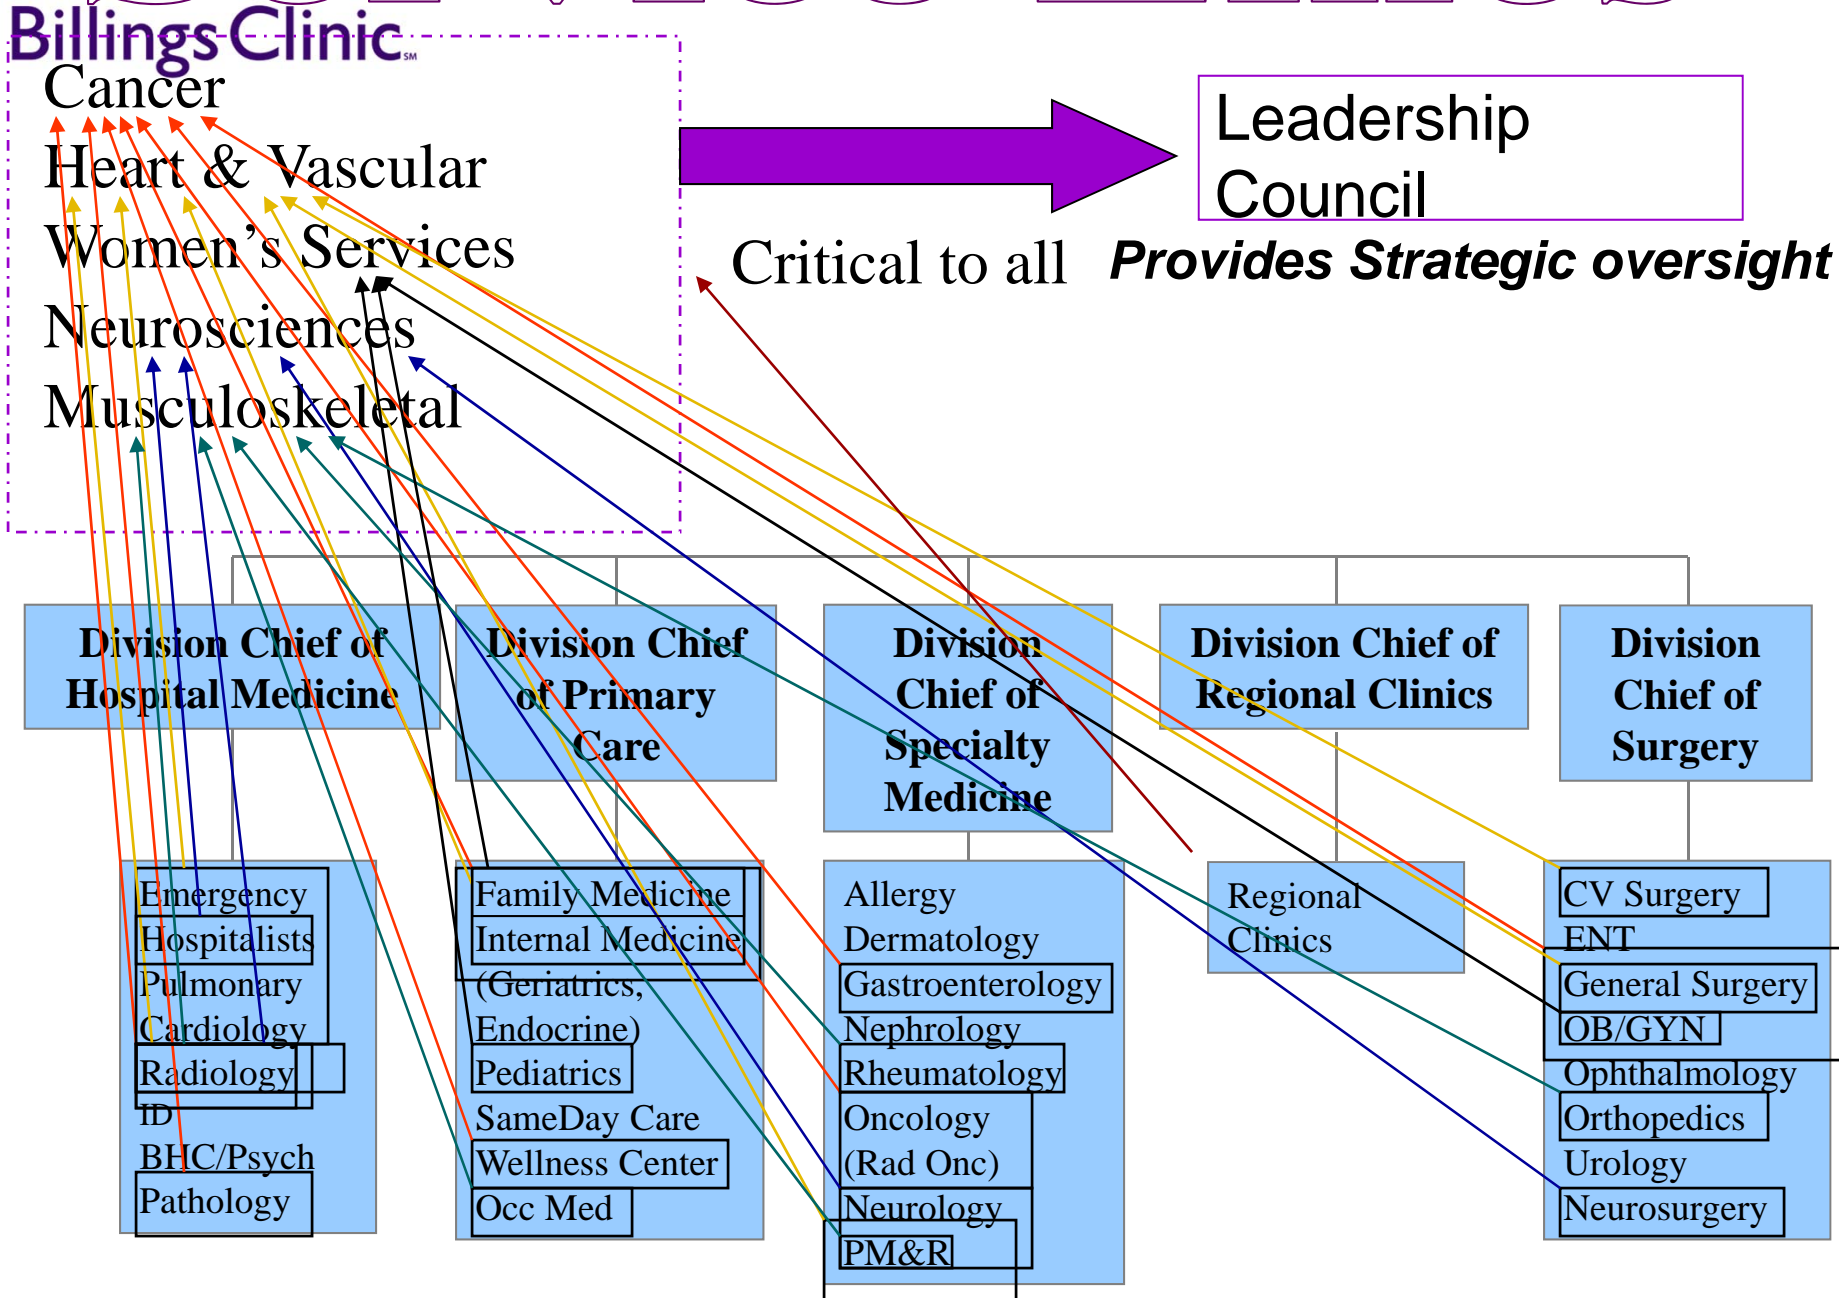 Billings Clinic℠
Cancer
Heart & Vascular
Women's Services
Neurosciences
Musculoskeletal
Leadership
Council
Critical to all
Provides Strategic oversight
Division Chief of
Hospital Medicine
Division Chief
of Primary
Care
Division
Chief of
Specialty
Medicine
Division Chief of
Regional Clinics
Division
Chief of
Surgery
Emergency
Hospitalists
Pulmonary
Cardiology
Radiology
ID
BHC/Psych
Pathology
Family Medicine
Internal Medicine
(Geriatrics,
Endocrine)
Pediatrics
SameDay Care
Wellness Center
Occ Med
Allergy
Dermatology
Gastroenterology
Nephrology
Rheumatology
Oncology
(Rad Onc)
Neurology
PM&R
Regional
Clinics
CV Surgery
ENT
General Surgery
OB/GYN
Ophthalmology
Orthopedics
Urology
Neurosurgery